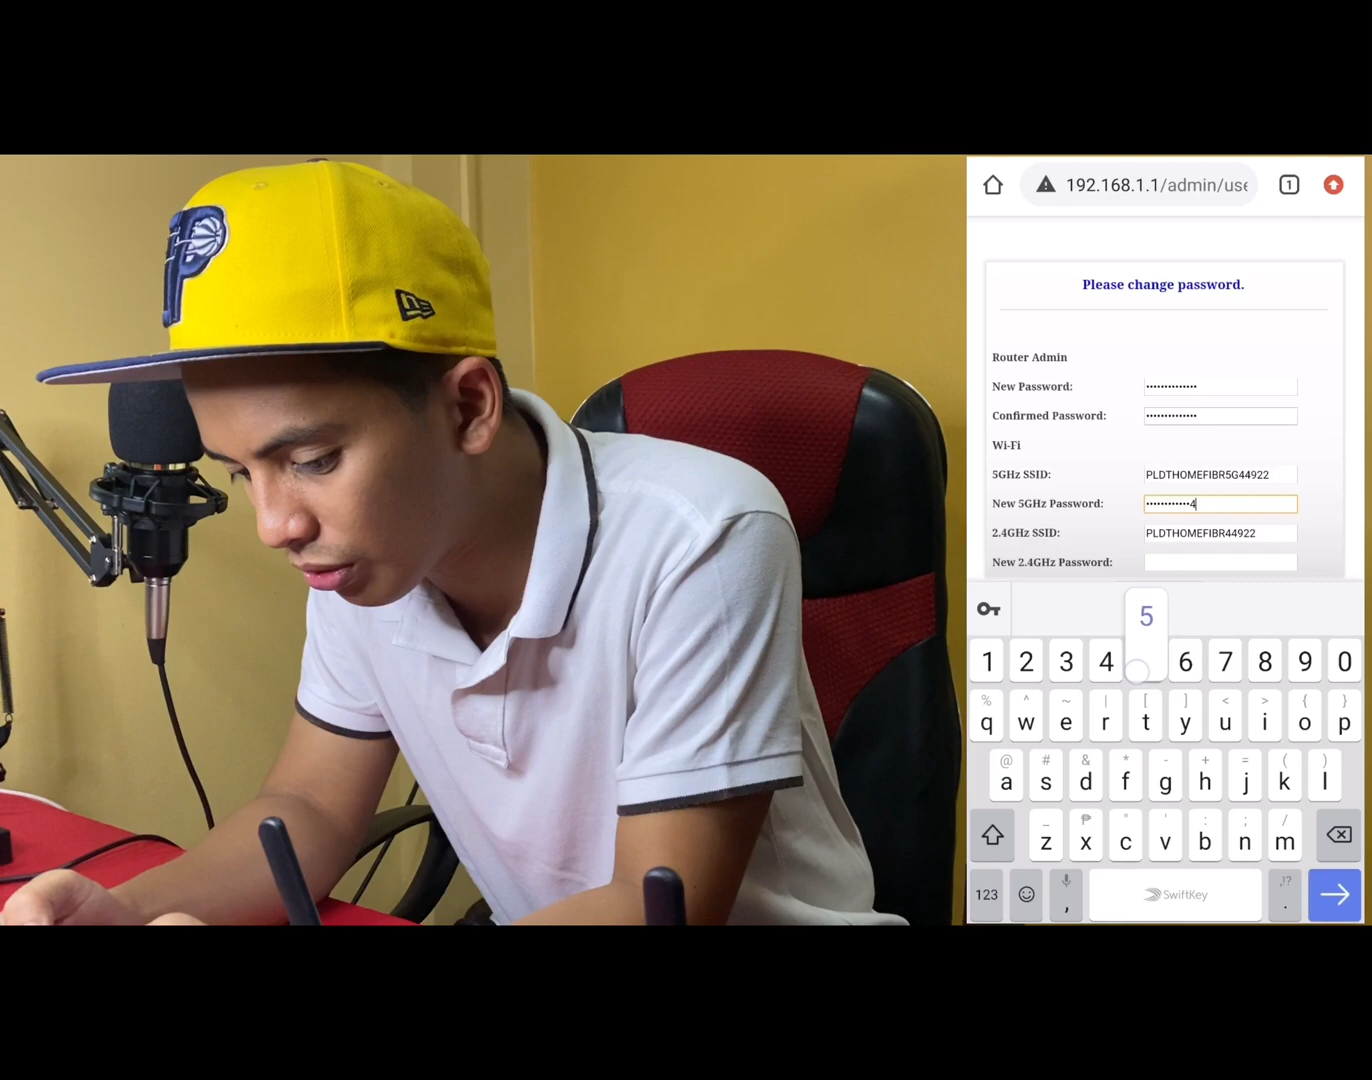 P
192.168.1.1/admin/use
1
Please change password.
Router Admin
New Password: ••••••••••••••
Confirmed Password: ••••••••••••••
Wi-Fi
5GHz SSID: PLDTHOMEFIBR5G44922
New 5GHz Password: ••••••••••••4
2.4GHz SSID: PLDTHOMEFIBR44922
New 2.4GHz Password:
5
1 2 3 4 6 7 8 9 0
% ^ ~ | [ ] < > { }
q w e r t y u i o p
@ # & * - + = ( )
a s d f g h j k l
_ ₱ " ' : ; /
z x c v b n m
,!?
123 , SwiftKey .